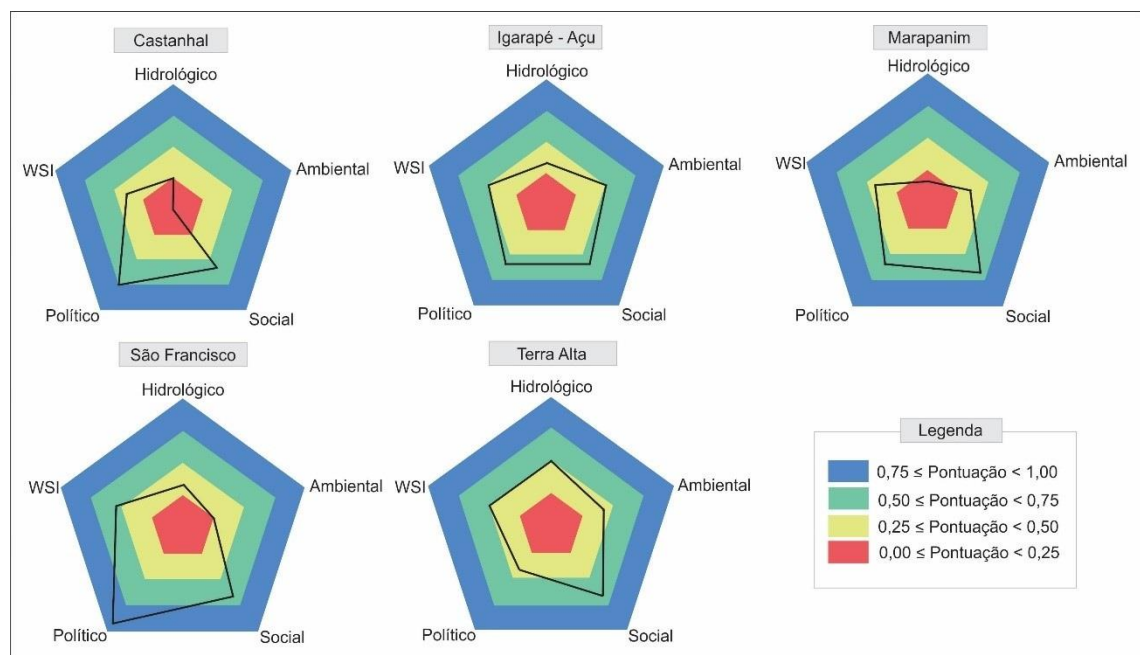 Castanhal
Hidrológico
WSI
Ambiental
Político
Social
Igarapé - Açu
Hidrológico
WSI
Ambiental
Político
Social
Marapanim
Hidrológico
WSI
Ambiental
Político
Social
São Francisco
Hidrológico
WSI
Ambiental
Político
Social
Terra Alta
Hidrológico
WSI
Ambiental
Político
Social
Legenda
0,75 ≤ Pontuação < 1,00
0,50 ≤ Pontuação < 0,75
0,25 ≤ Pontuação < 0,50
0,00 ≤ Pontuação < 0,25